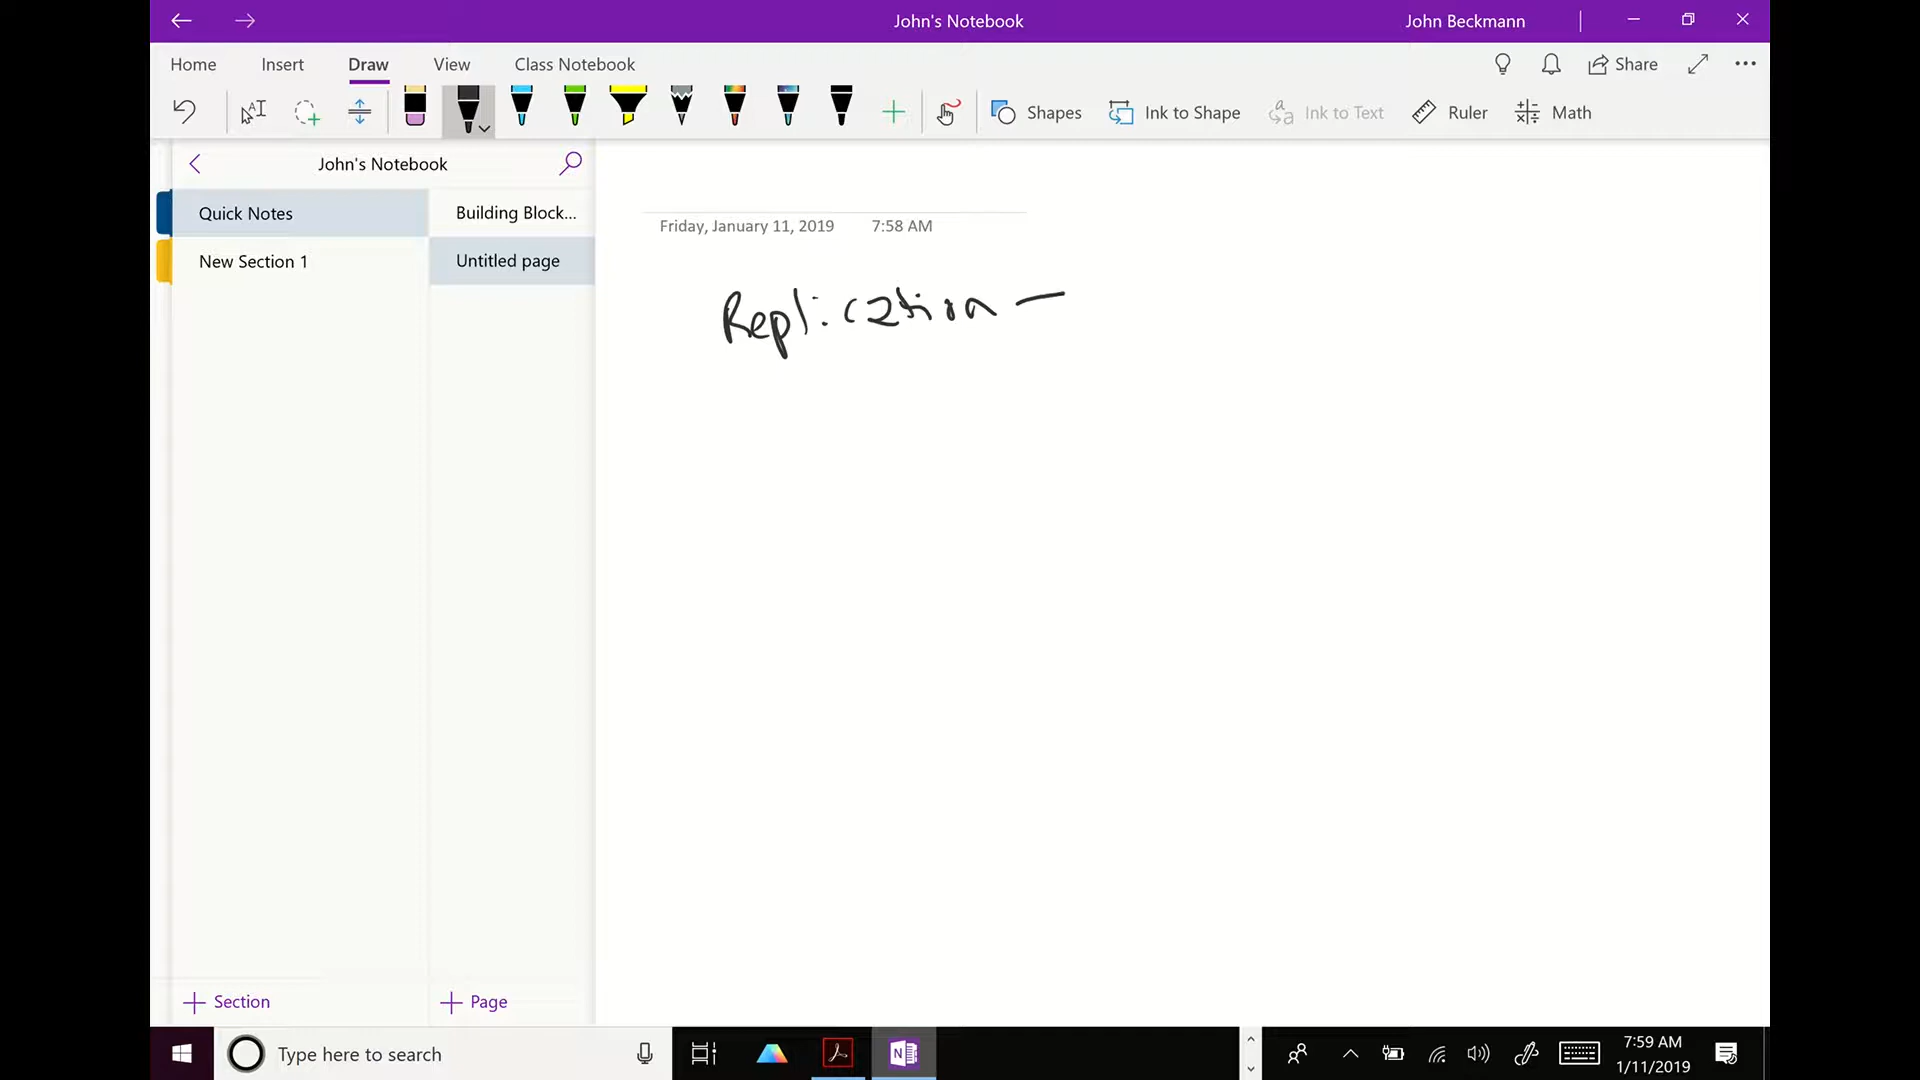 John's Notebook
John Beckmann
Home Insert Draw View Class Notebook
Share
Shapes Ink to Shape Ink to Text Ruler Math
John's Notebook
Quick Notes
New Section 1
Building Block...
Untitled page
Friday, January 11, 2019 7:58 AM
Replication —
Section
Page
Type here to search
7:59 AM
1/11/2019